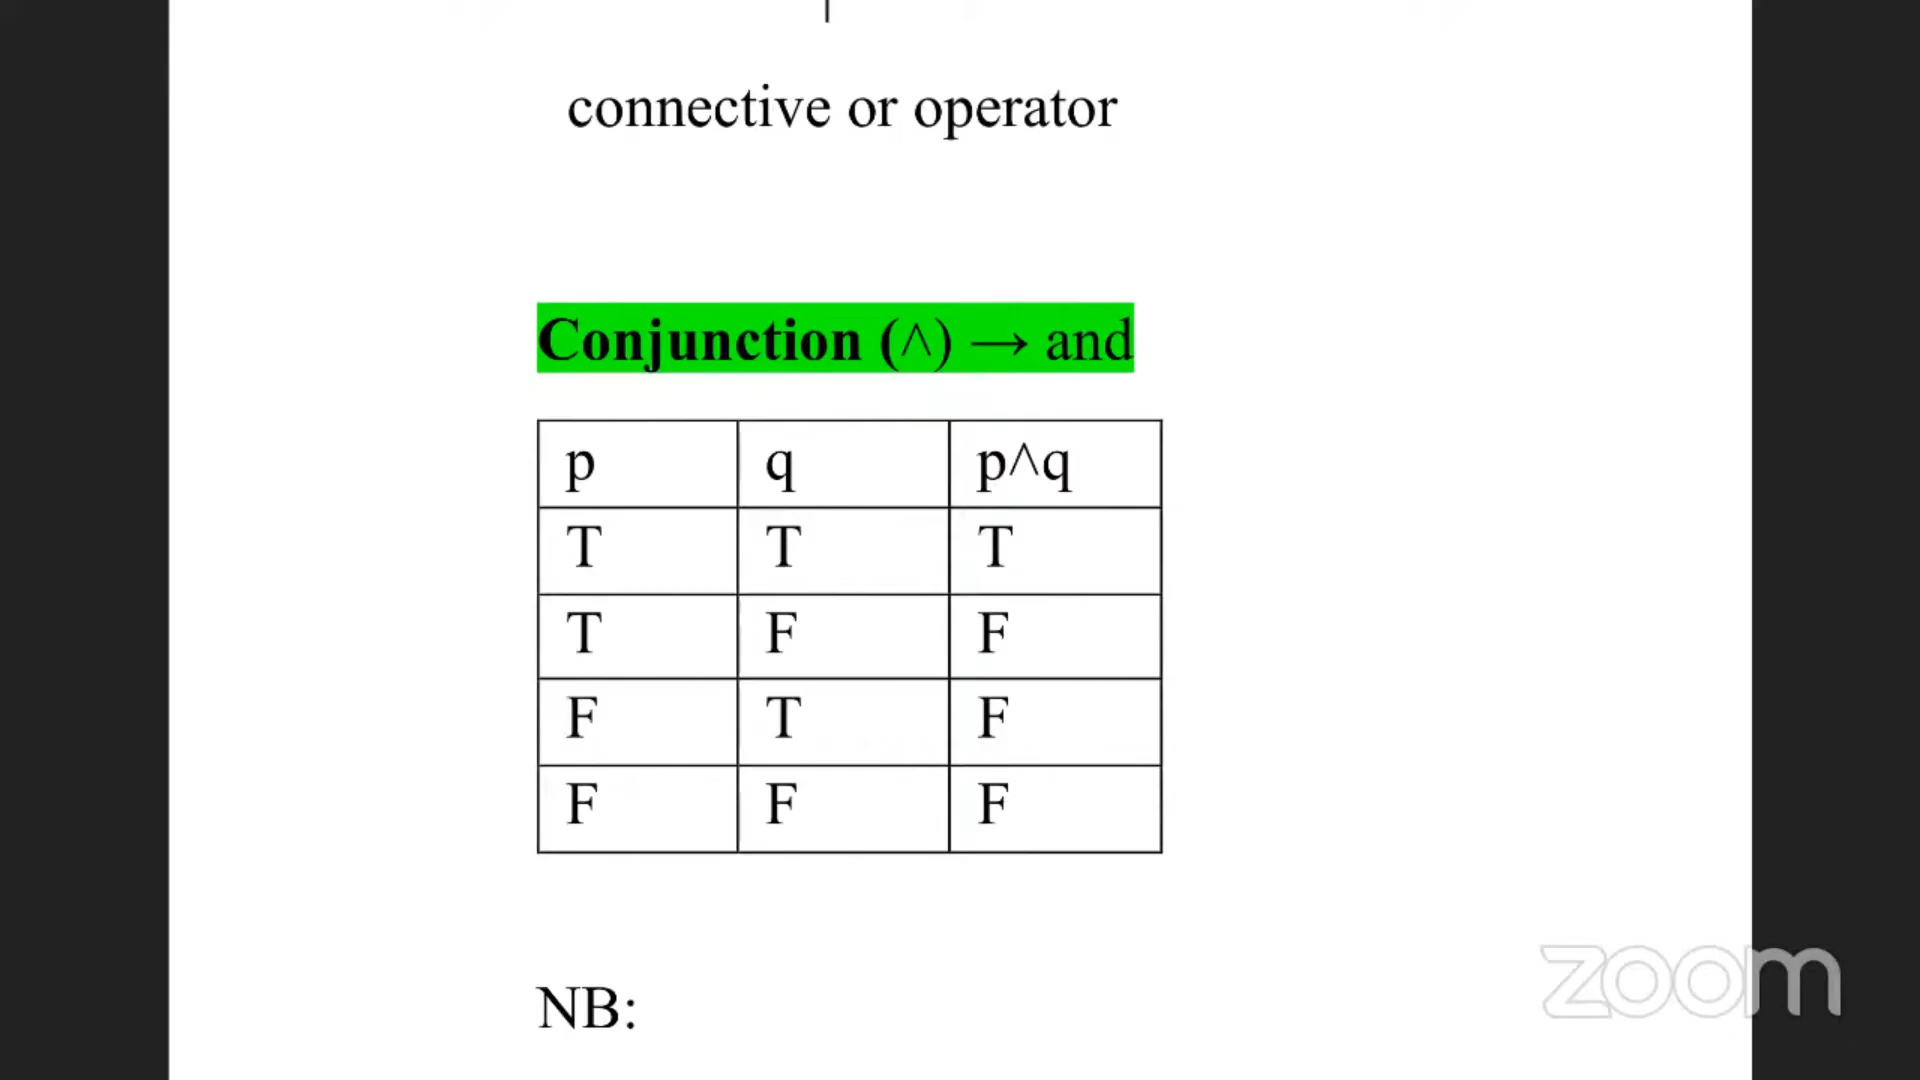 connective or operator
Conjunction (^) → and
p q p^q
T T T
T F F
F T F
F F F
NB:
zoom